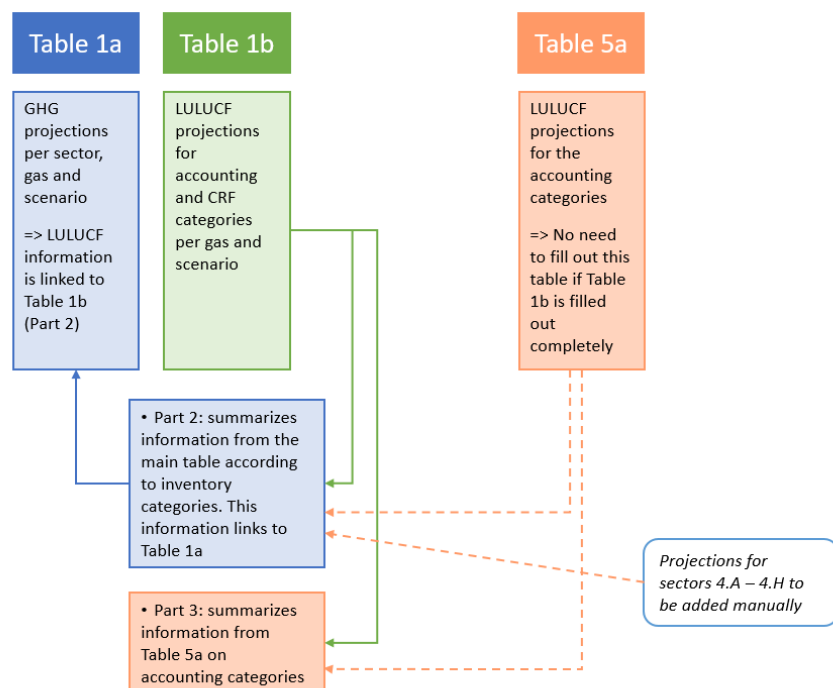 Table 1a
Table 1b
Table 5a
GHG
projections
per sector,
gas and
scenario
=> LULUCF
information
is linked to
Table 1b
(Part 2)
LULUCF
projections
for
accounting
and CRF
categories
per gas and
scenario
LULUCF
projections
for the
accounting
categories
=> No need
to fill out this
table if Table
1b is filled
out
completely
• Part 2: summarizes
information from the
main table according
to inventory
categories. This
information links to
Table 1a
Projections for
sectors 4.A – 4.H to
be added manually
• Part 3: summarizes
information from
Table 5a on
accounting categories